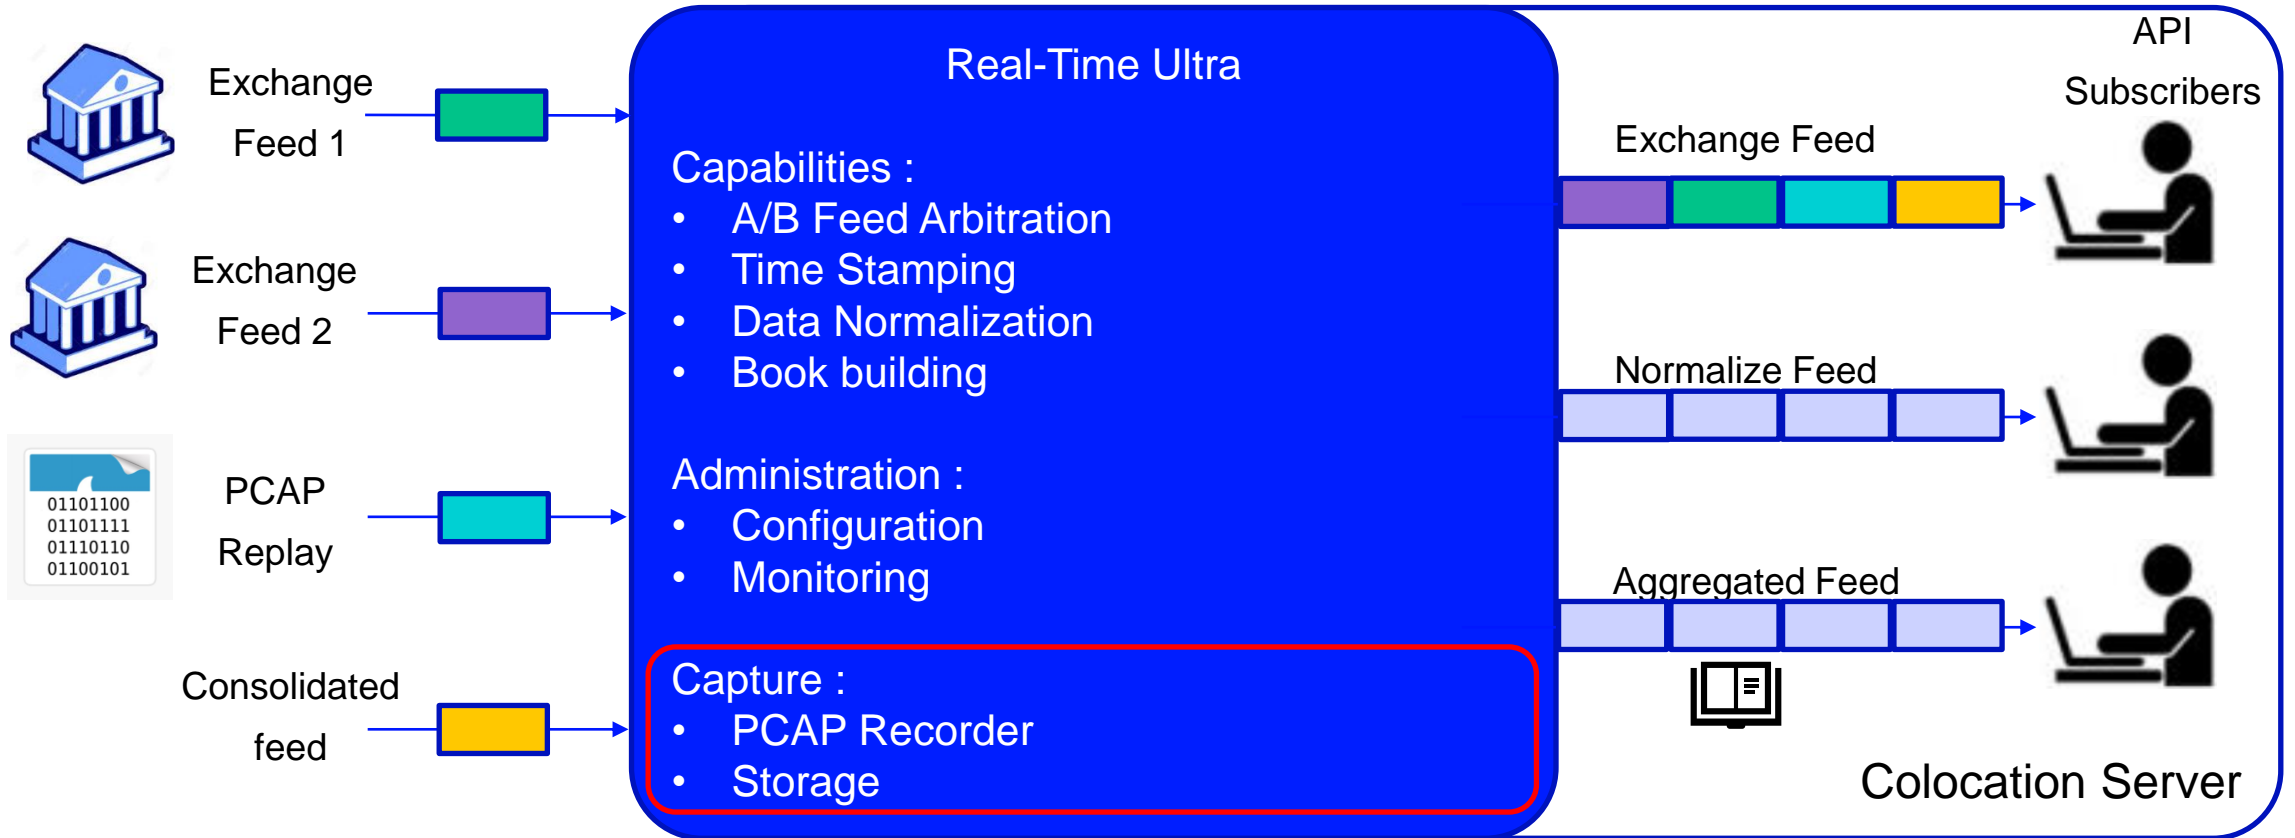 Exchange
Feed 1
Exchange
Feed 2
01101100
01101111
01110110
01100101
PCAP
Replay
Consolidated
feed
Real-Time Ultra
Capabilities :
• A/B Feed Arbitration
• Time Stamping
• Data Normalization
• Book building
Administration :
• Configuration
• Monitoring
Capture :
• PCAP Recorder
• Storage
API
Subscribers
Exchange Feed
Normalize Feed
Aggregated Feed
Colocation Server